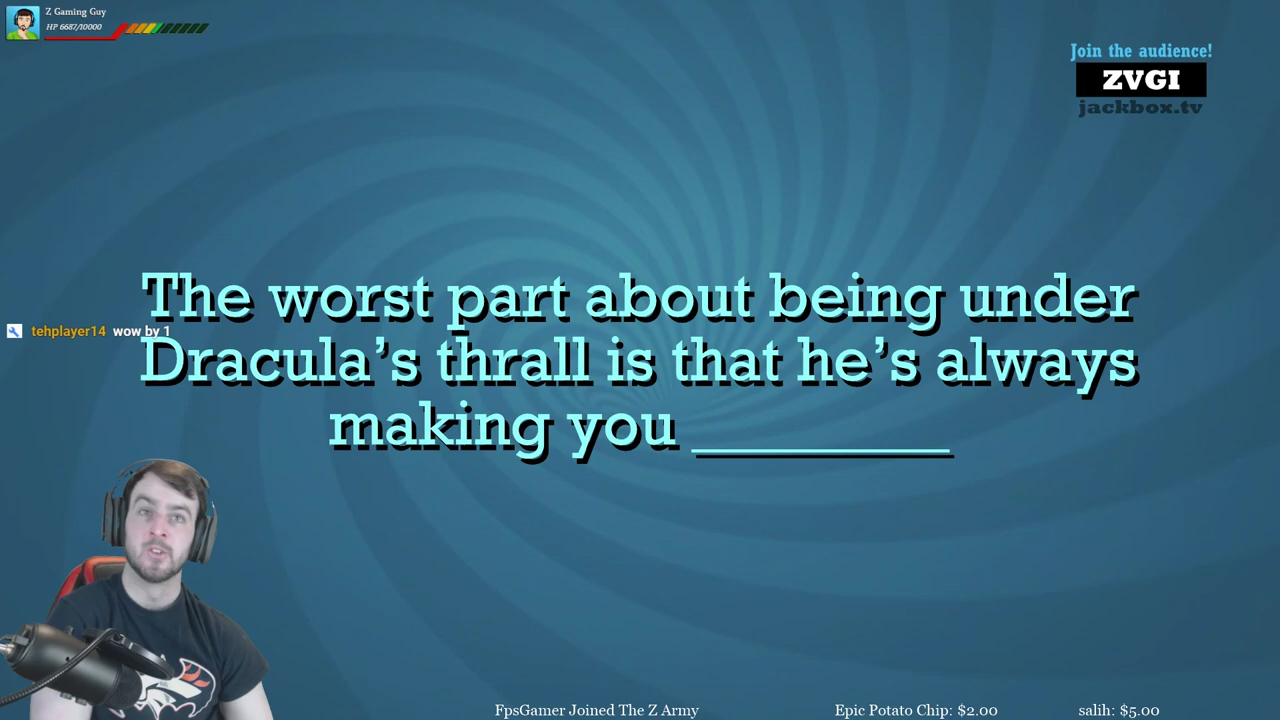 Z Gaming Guy
HP 6687/10000
Join the audience!
ZVGI
jackbox.tv
The worst part about being under
tehplayer14 wow by 1
Dracula’s thrall is that he’s always
making you _________
FpsGamer Joined The Z Army
Epic Potato Chip: $2.00
salih: $5.00